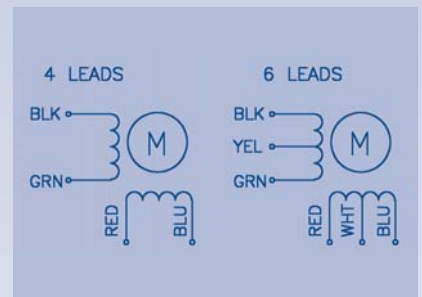 4 LEADS
BLK
M
GRN
RED
BLU
6 LEADS
BLK
YEL
M
GRN
RED
WHT
BLU